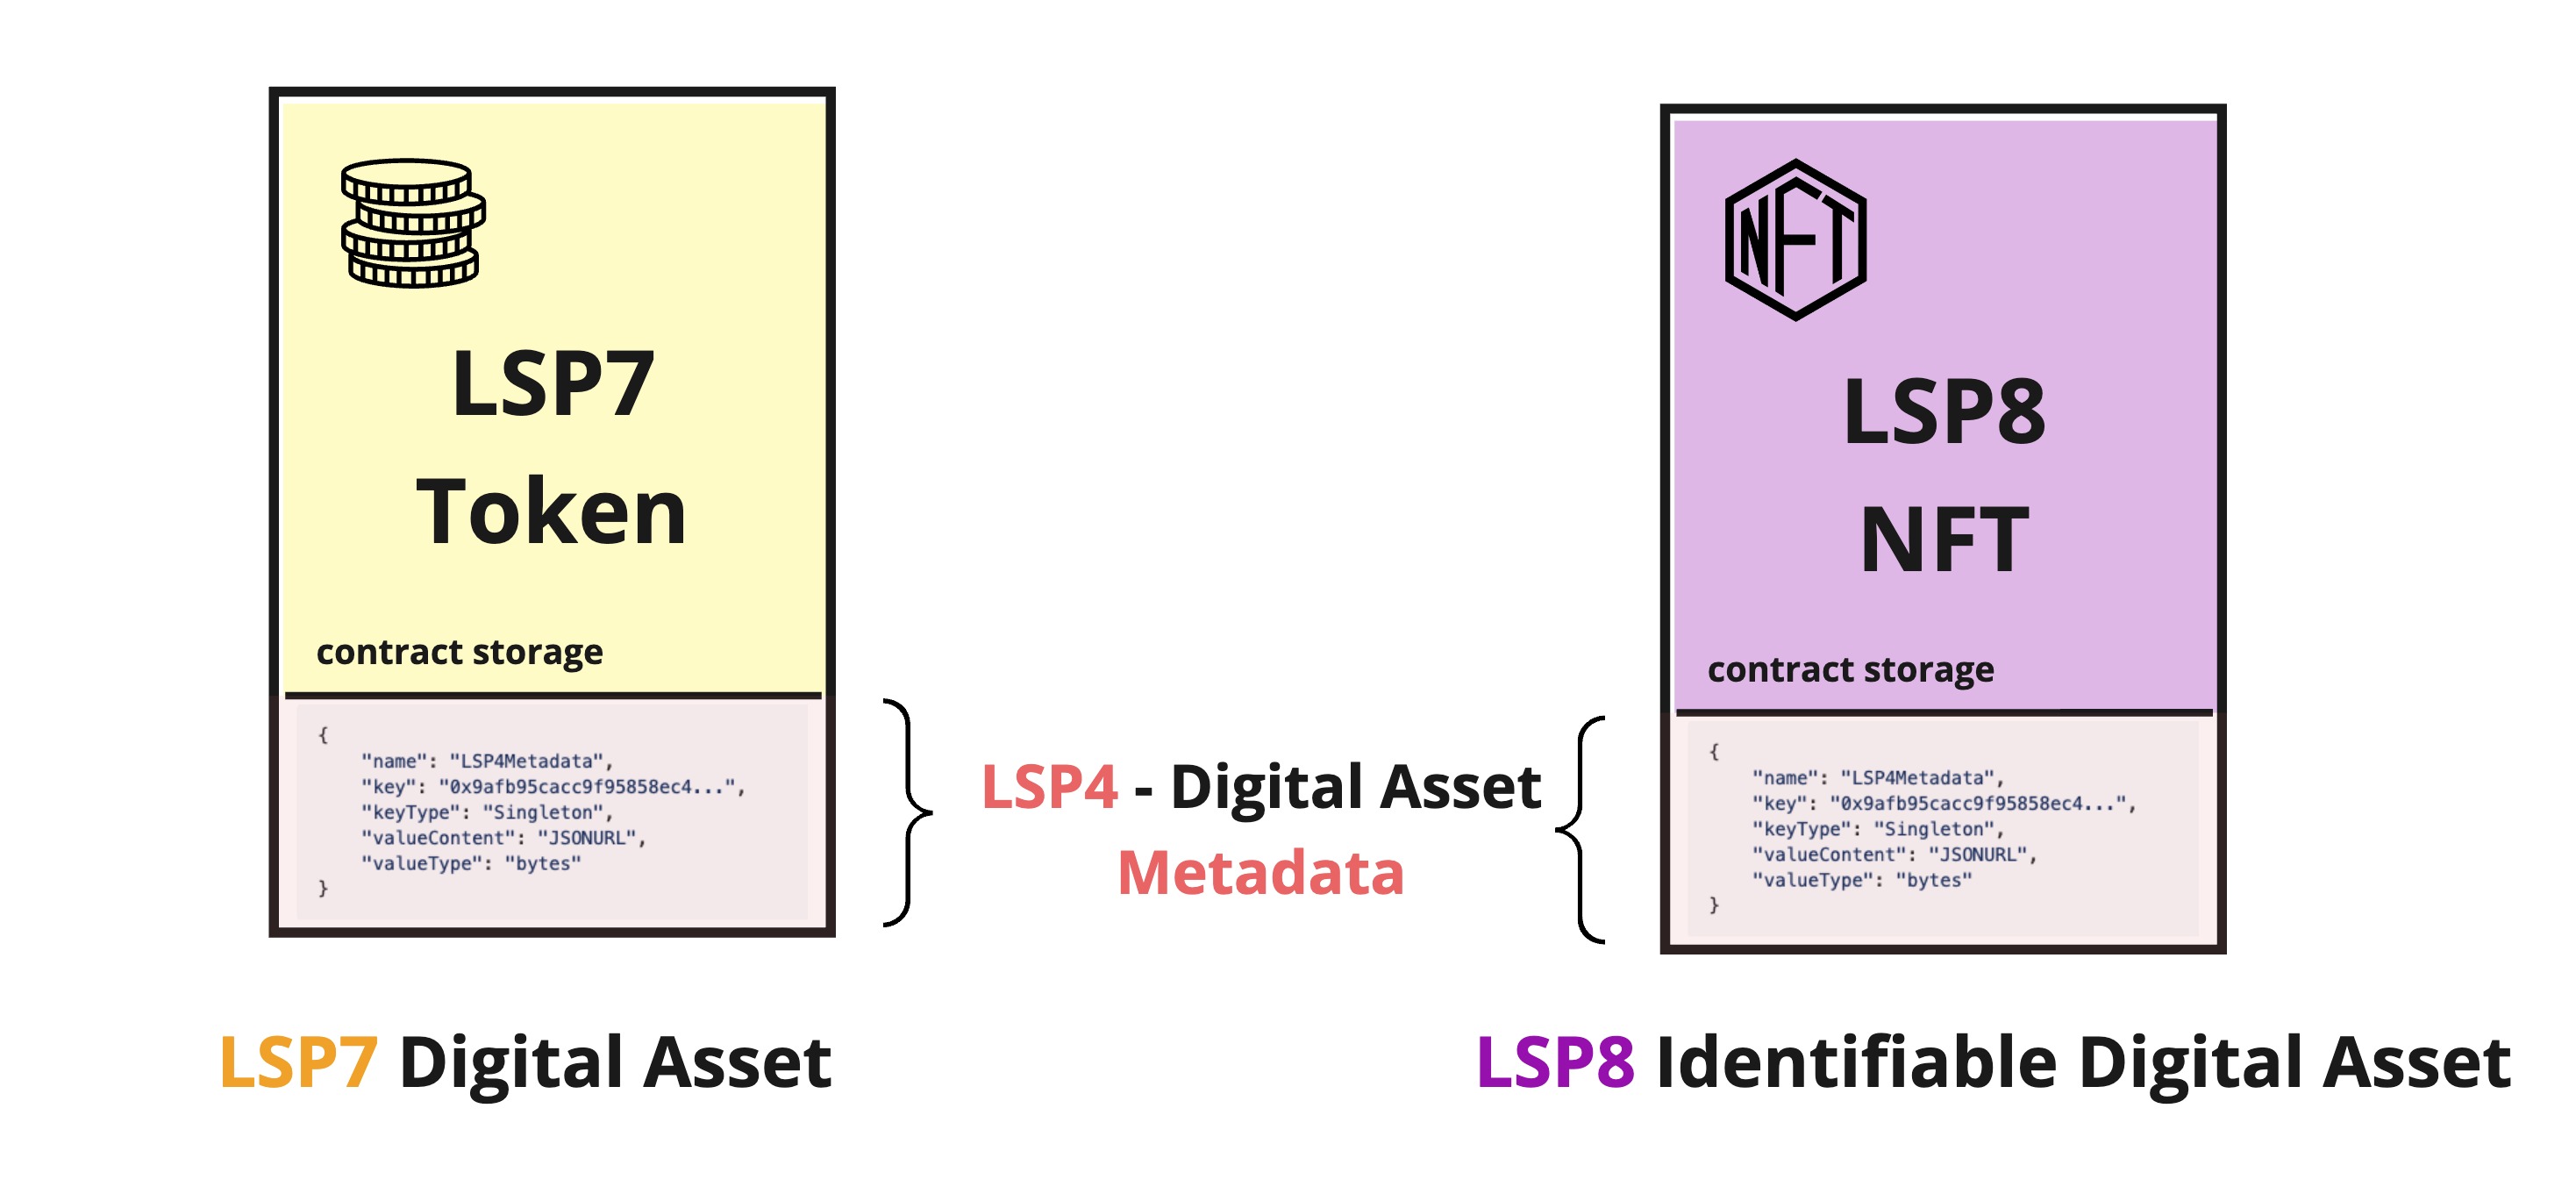 LSP7
Token
contract storage
{
"name": "LSP4Metadata",
"key": "0x9afb95cacc9f95858ec4...",
"keyType": "Singleton",
"valueContent": "JSONURL",
"valueType": "bytes"
}
LSP7 Digital Asset
LSP4 - Digital Asset
Metadata
NFT
LSP8
NFT
contract storage
{
"name": "LSP4Metadata",
"key": "0x9afb95cacc9f95858ec4...",
"keyType": "Singleton",
"valueContent": "JSONURL",
"valueType": "bytes"
}
LSP8 Identifiable Digital Asset